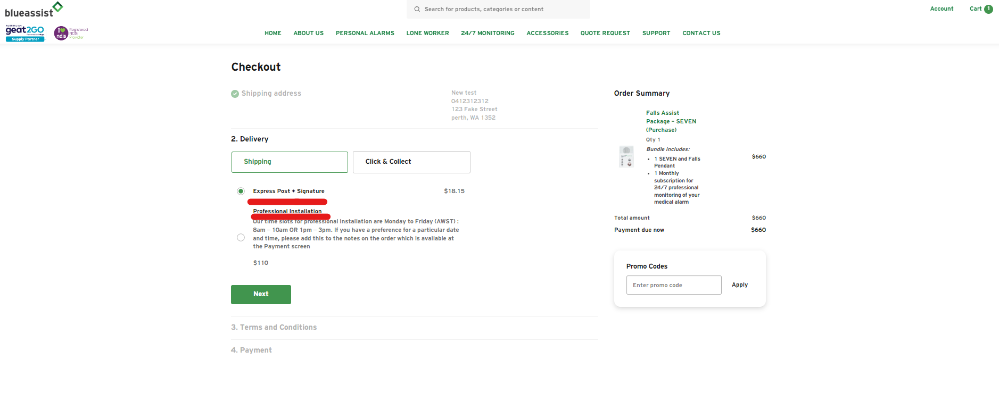 blueassist
Search for products, categories or content
Account
Cart 1
AUSTRALIAN
geat2GO
Supply Partner
I
ndis
Registered
NDIS
Provider
HOME ABOUT US PERSONAL ALARMS LONE WORKER 24/7 MONITORING ACCESSORIES QUOTE REQUEST SUPPORT CONTACT US
Checkout
Shipping address
New test
0412312312
123 Fake Street
perth, WA 1352
2. Delivery
Shipping
Click & Collect
Express Post + Signature $18.15
Professional Installation
Our time slots for professional installation are Monday to Friday (AWST) :
8am – 10am OR 1pm – 3pm. If you have a preference for a particular date
and time, please add this to the notes on the order which is available at
the Payment screen
$110
Next
3. Terms and Conditions
4. Payment
Order Summary
Falls Assist
Package – SEVEN
(Purchase)
Qty 1
Bundle includes:
• 1 SEVEN and Falls
Pendant
• 1 Monthly
subscription for
24/7 professional
monitoring of your
medical alarm
$660
Total amount $660
Payment due now $660
Promo Codes
Enter promo code
Apply